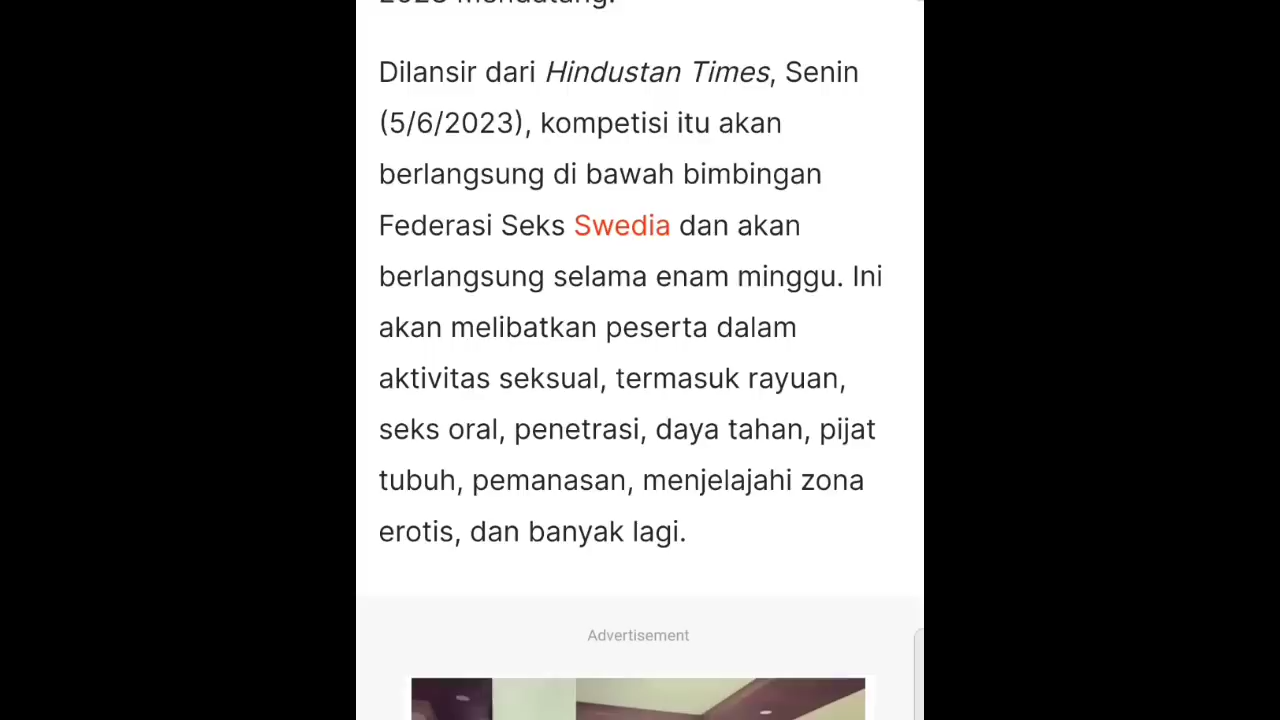 Dilansir dari Hindustan Times, Senin
(5/6/2023), kompetisi itu akan
berlangsung di bawah bimbingan
Federasi Seks Swedia dan akan
berlangsung selama enam minggu. Ini
akan melibatkan peserta dalam
aktivitas seksual, termasuk rayuan,
seks oral, penetrasi, daya tahan, pijat
tubuh, pemanasan, menjelajahi zona
erotis, dan banyak lagi.
Advertisement